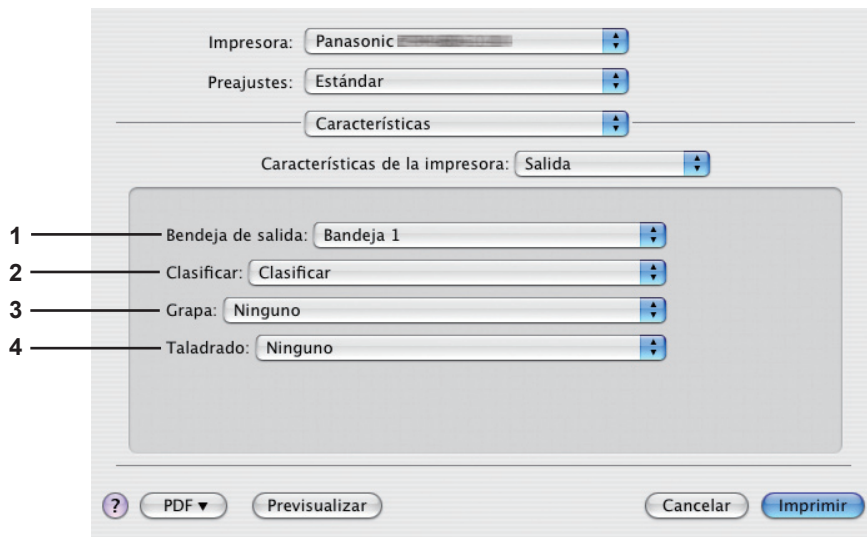 Impresora: Panasonic
Preajustes: Estándar
Características
Características de la impresora: Salida
1 Bendeja de salida: Bandeja 1
2 Clasificar: Clasificar
3 Grapa: Ninguno
4 Taladrado: Ninguno
? PDF ▼ Previsualizar Cancelar Imprimir